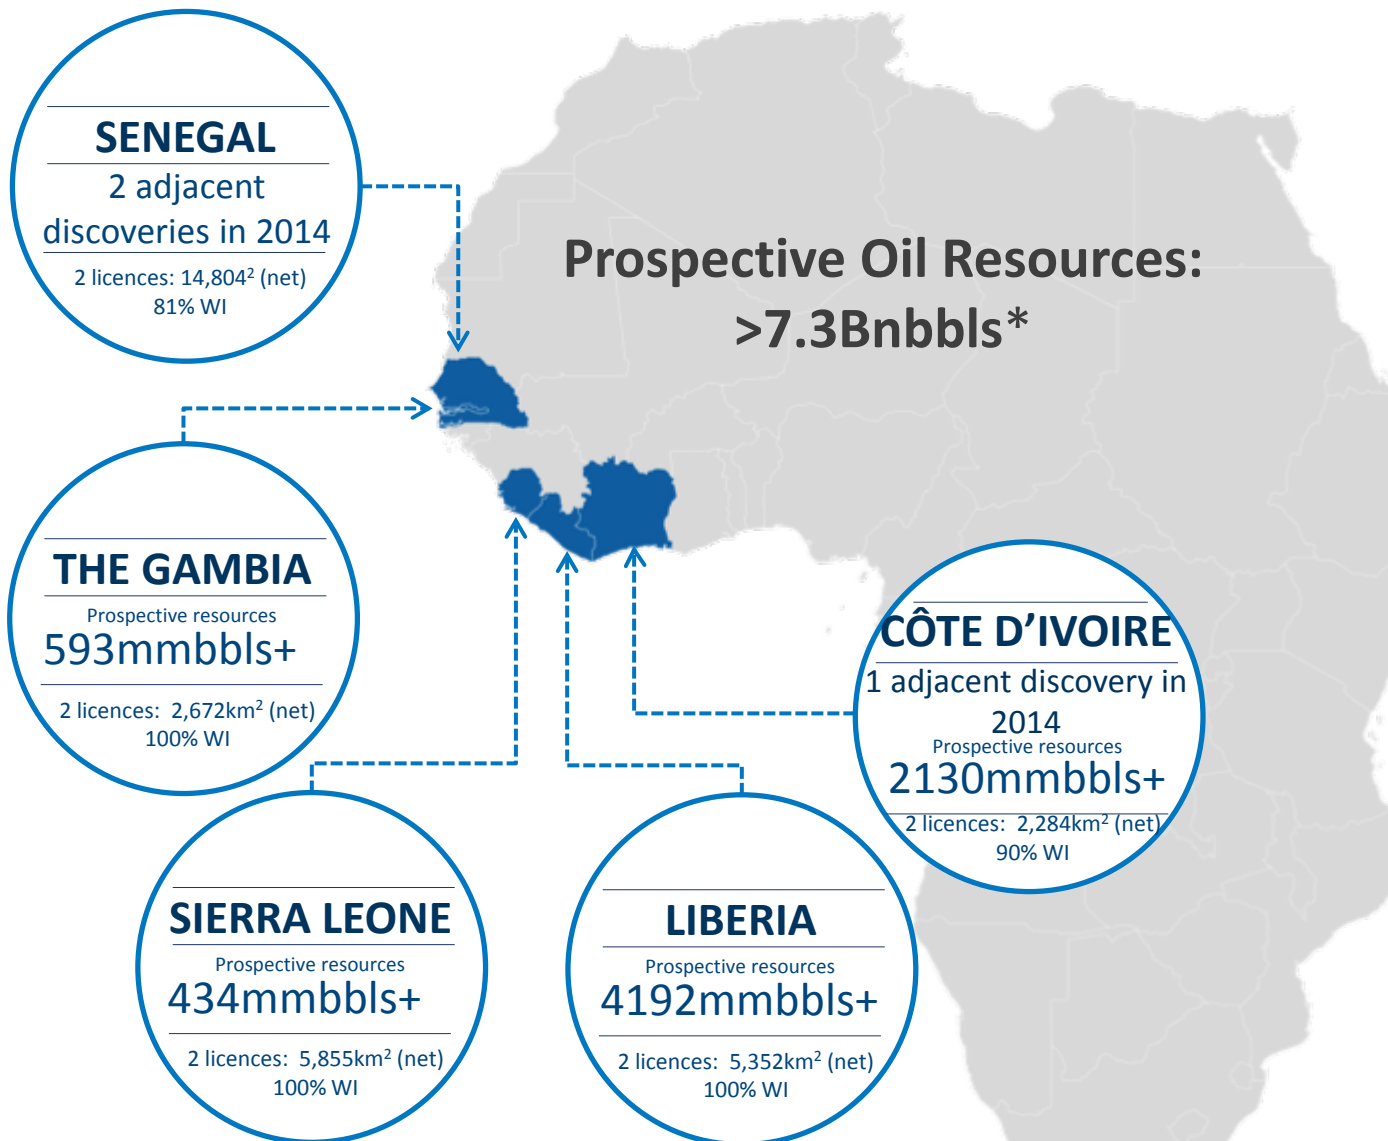 SENEGAL
2 adjacent
discoveries in 2014
2 licences: 14,804² (net)
81% WI
Prospective Oil Resources:
>7.3Bnbbls*
THE GAMBIA
Prospective resources
593mmbbls+
2 licences: 2,672km² (net)
100% WI
CÔTE D'IVOIRE
1 adjacent discovery in
2014
Prospective resources
2130mmbbls+
2 licences: 2,284km² (net)
90% WI
SIERRA LEONE
Prospective resources
434mmbbls+
2 licences: 5,855km² (net)
100% WI
LIBERIA
Prospective resources
4192mmbbls+
2 licences: 5,352km² (net)
100% WI